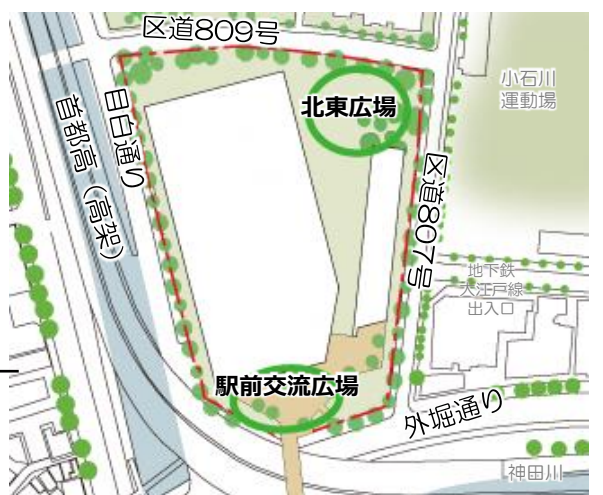 区道809号
小石川
運動場
北東広場
目白通り
首都高（高架）
区道807号
地下鉄
大江戸線
出入口
駅前交流広場
外堀通り
神田川